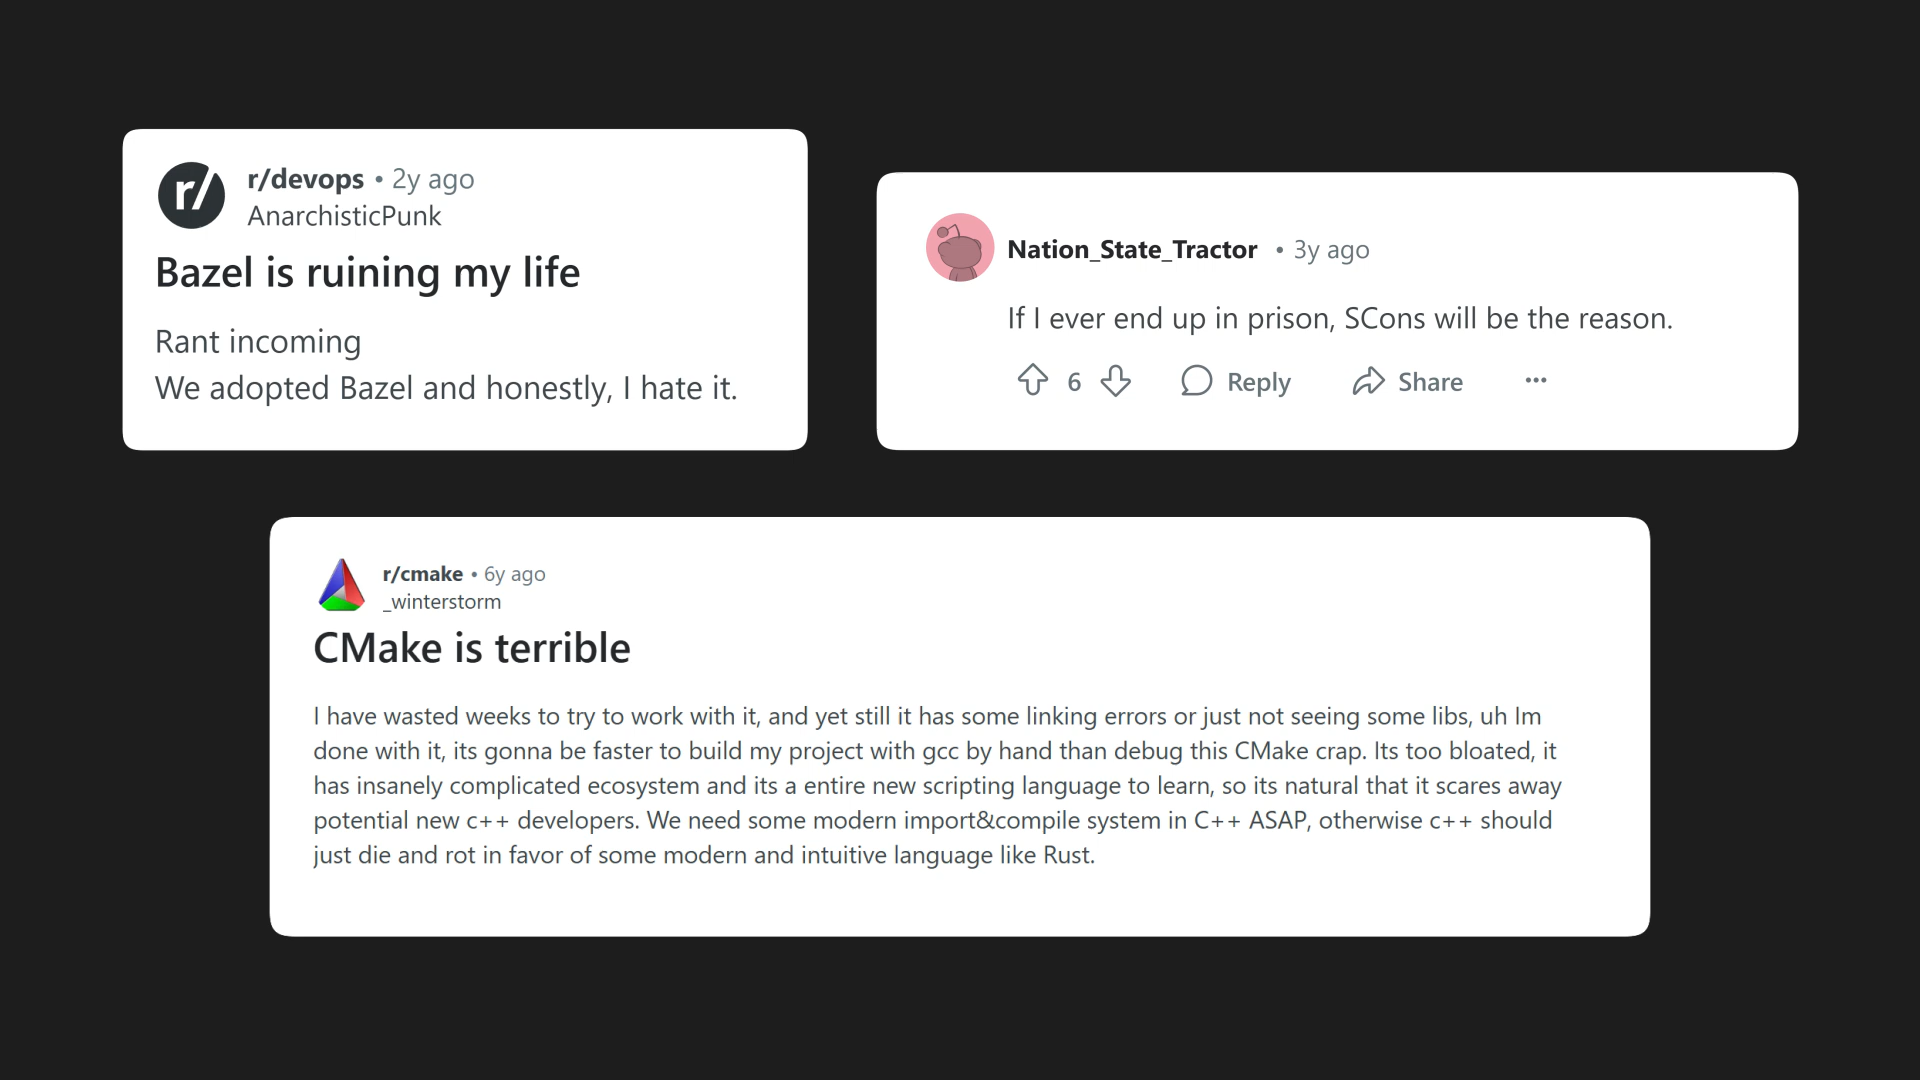 r/ r/devops • 2y ago
AnarchisticPunk
Bazel is ruining my life
Rant incoming
We adopted Bazel and honestly, I hate it.
Nation_State_Tractor • 3y ago
If I ever end up in prison, SCons will be the reason.
6 Reply Share ···
r/cmake • 6y ago
_winterstorm
CMake is terrible
I have wasted weeks to try to work with it, and yet still it has some linking errors or just not seeing some libs, uh Im
done with it, its gonna be faster to build my project with gcc by hand than debug this CMake crap. Its too bloated, it
has insanely complicated ecosystem and its a entire new scripting language to learn, so its natural that it scares away
potential new c++ developers. We need some modern import&compile system in C++ ASAP, otherwise c++ should
just die and rot in favor of some modern and intuitive language like Rust.